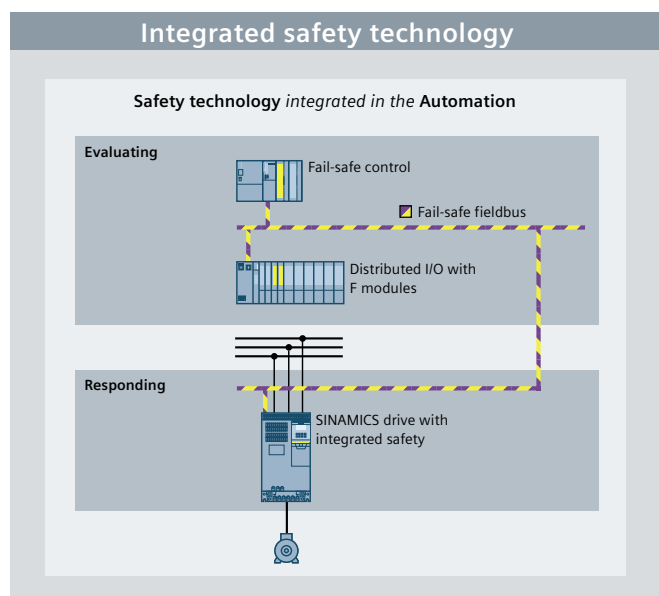 Integrated safety technology
Safety technology integrated in the Automation
Evaluating
Fail-safe control
Fail-safe fieldbus
Distributed I/O with
F modules
Responding
SINAMICS drive with
integrated safety